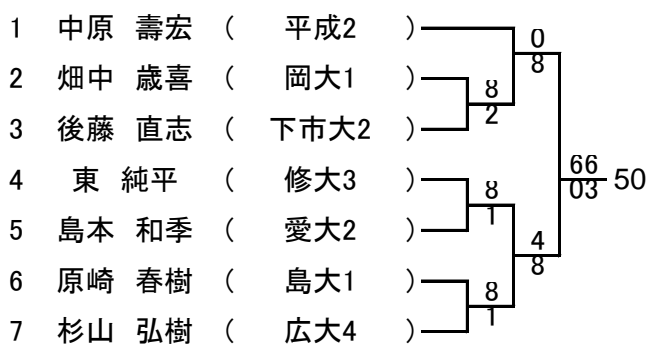 1 中原 壽宏 ( 平成2 )
0
8
2 畑中 歳喜 ( 岡大1 )
8
2
3 後藤 直志 ( 下市大2 )
66
03 50
4 東 純平 ( 修大3 )
8
1
5 島本 和季 ( 愛大2 )
4
8
6 原崎 春樹 ( 島大1 )
8
1
7 杉山 弘樹 ( 広大4 )